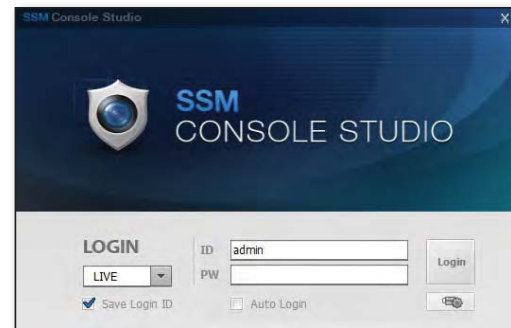 SSM Console Studio X
SSM
CONSOLE STUDIO
LOGIN
ID admin
LIVE
PW
Login
Save Login ID
Auto Login